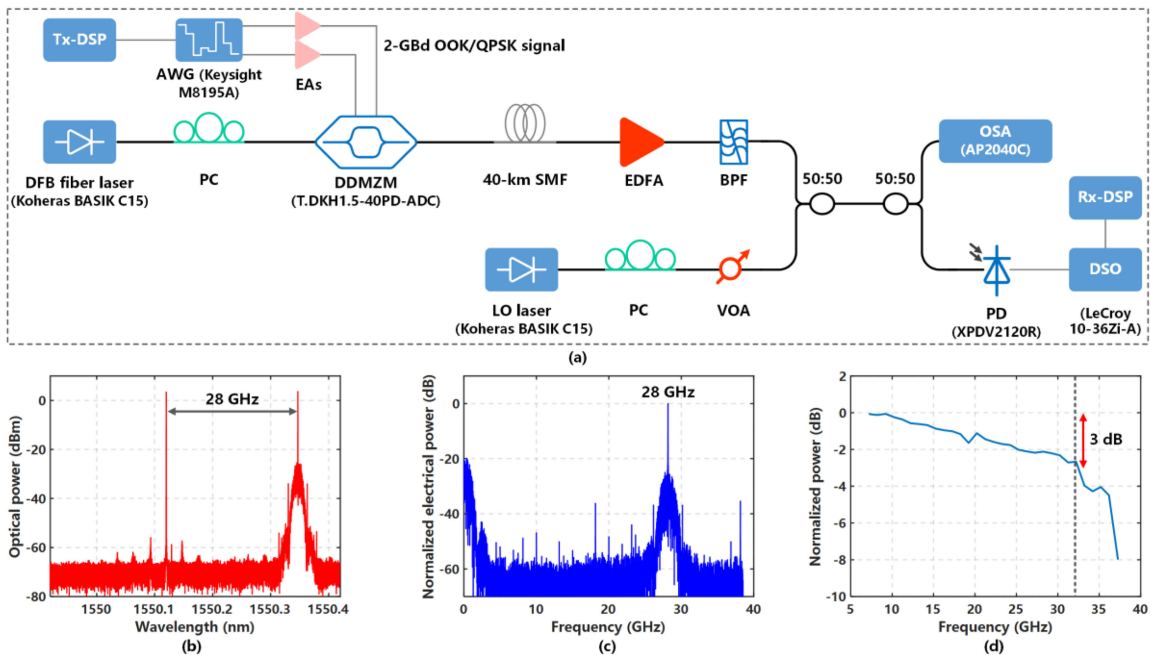 Tx-DSP
AWG (Keysight
M8195A)
EAs
2-GBd OOK/QPSK signal
DFB fiber laser
(Koheras BASIK C15)
PC
DDMZM
(T.DKH1.5-40PD-ADC)
40-km SMF
EDFA
BPF
50:50
50:50
OSA
(AP2040C)
Rx-DSP
DSO
(LeCroy
10-36Zi-A)
PD
(XPDV2120R)
LO laser
(Koheras BASIK C15)
PC
VOA
(a)
Optical power (dBm)
0
-20
-40
-60
-80
28 GHz
1550
1550.1
1550.2
1550.3
1550.4
Wavelength (nm)
(b)
Normalized electrical power (dB)
0
-20
-40
-60
28 GHz
0
10
20
30
40
Frequency (GHz)
(c)
Normalized power (dB)
2
0
-2
-4
-6
-8
-10
3 dB
5
10
15
20
25
30
35
40
Frequency (GHz)
(d)